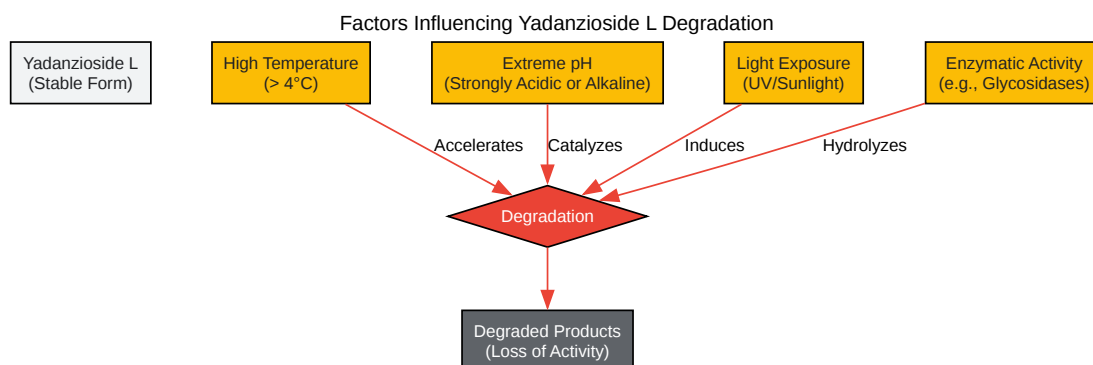 Factors Influencing Yadanzioside L Degradation
Yadanzioside L
(Stable Form)
High Temperature
(> 4°C)
Extreme pH
(Strongly Acidic or Alkaline)
Light Exposure
(UV/Sunlight)
Enzymatic Activity
(e.g., Glycosidases)
Accelerates
Catalyzes
Induces
Hydrolyzes
Degradation
Degraded Products
(Loss of Activity)